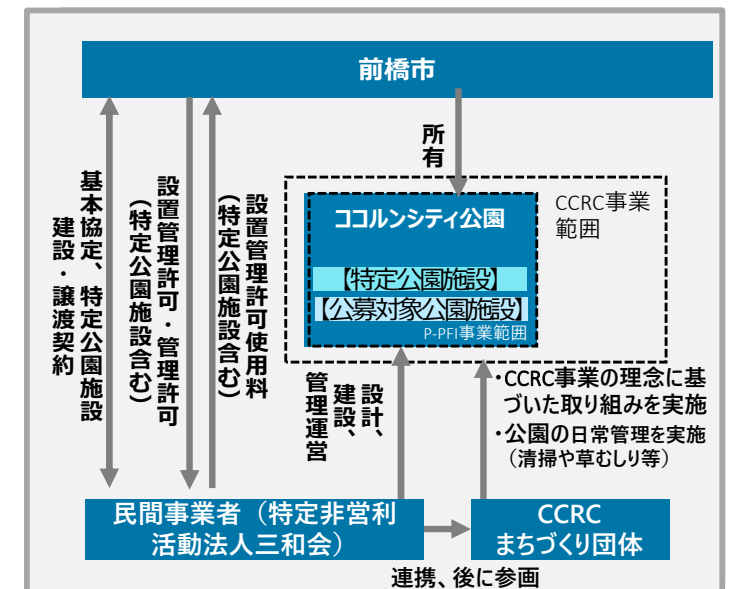 前橋市
所有
基本協定、特定公園施設
建設・譲渡契約
設置管理許可・管理許可
(特定公園施設含む)
設置管理許可使用料
(特定公園施設含む)
CCRC事業
範囲
ココルンシティ公園
【特定公園施設】
【公募対象公園施設】
P-PFI事業範囲
設計、
建設、
管理運営
・CCRC事業の理念に基
づいた取り組みを実施
・公園の日常管理を実施
（清掃や草むしり等）
民間事業者（特定非営利
活動法人三和会）
CCRC
まちづくり団体
連携、後に参画